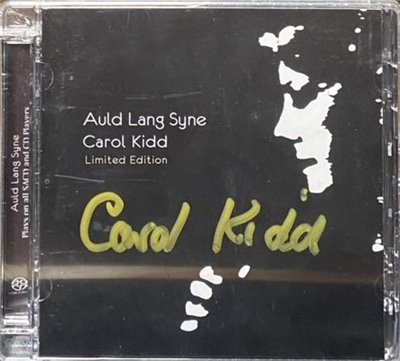 Auld Lang Syne
Carol Kidd
Limited Edition
Carol Kidd
Auld Lang Syne
Plays on all SACD and CD Players